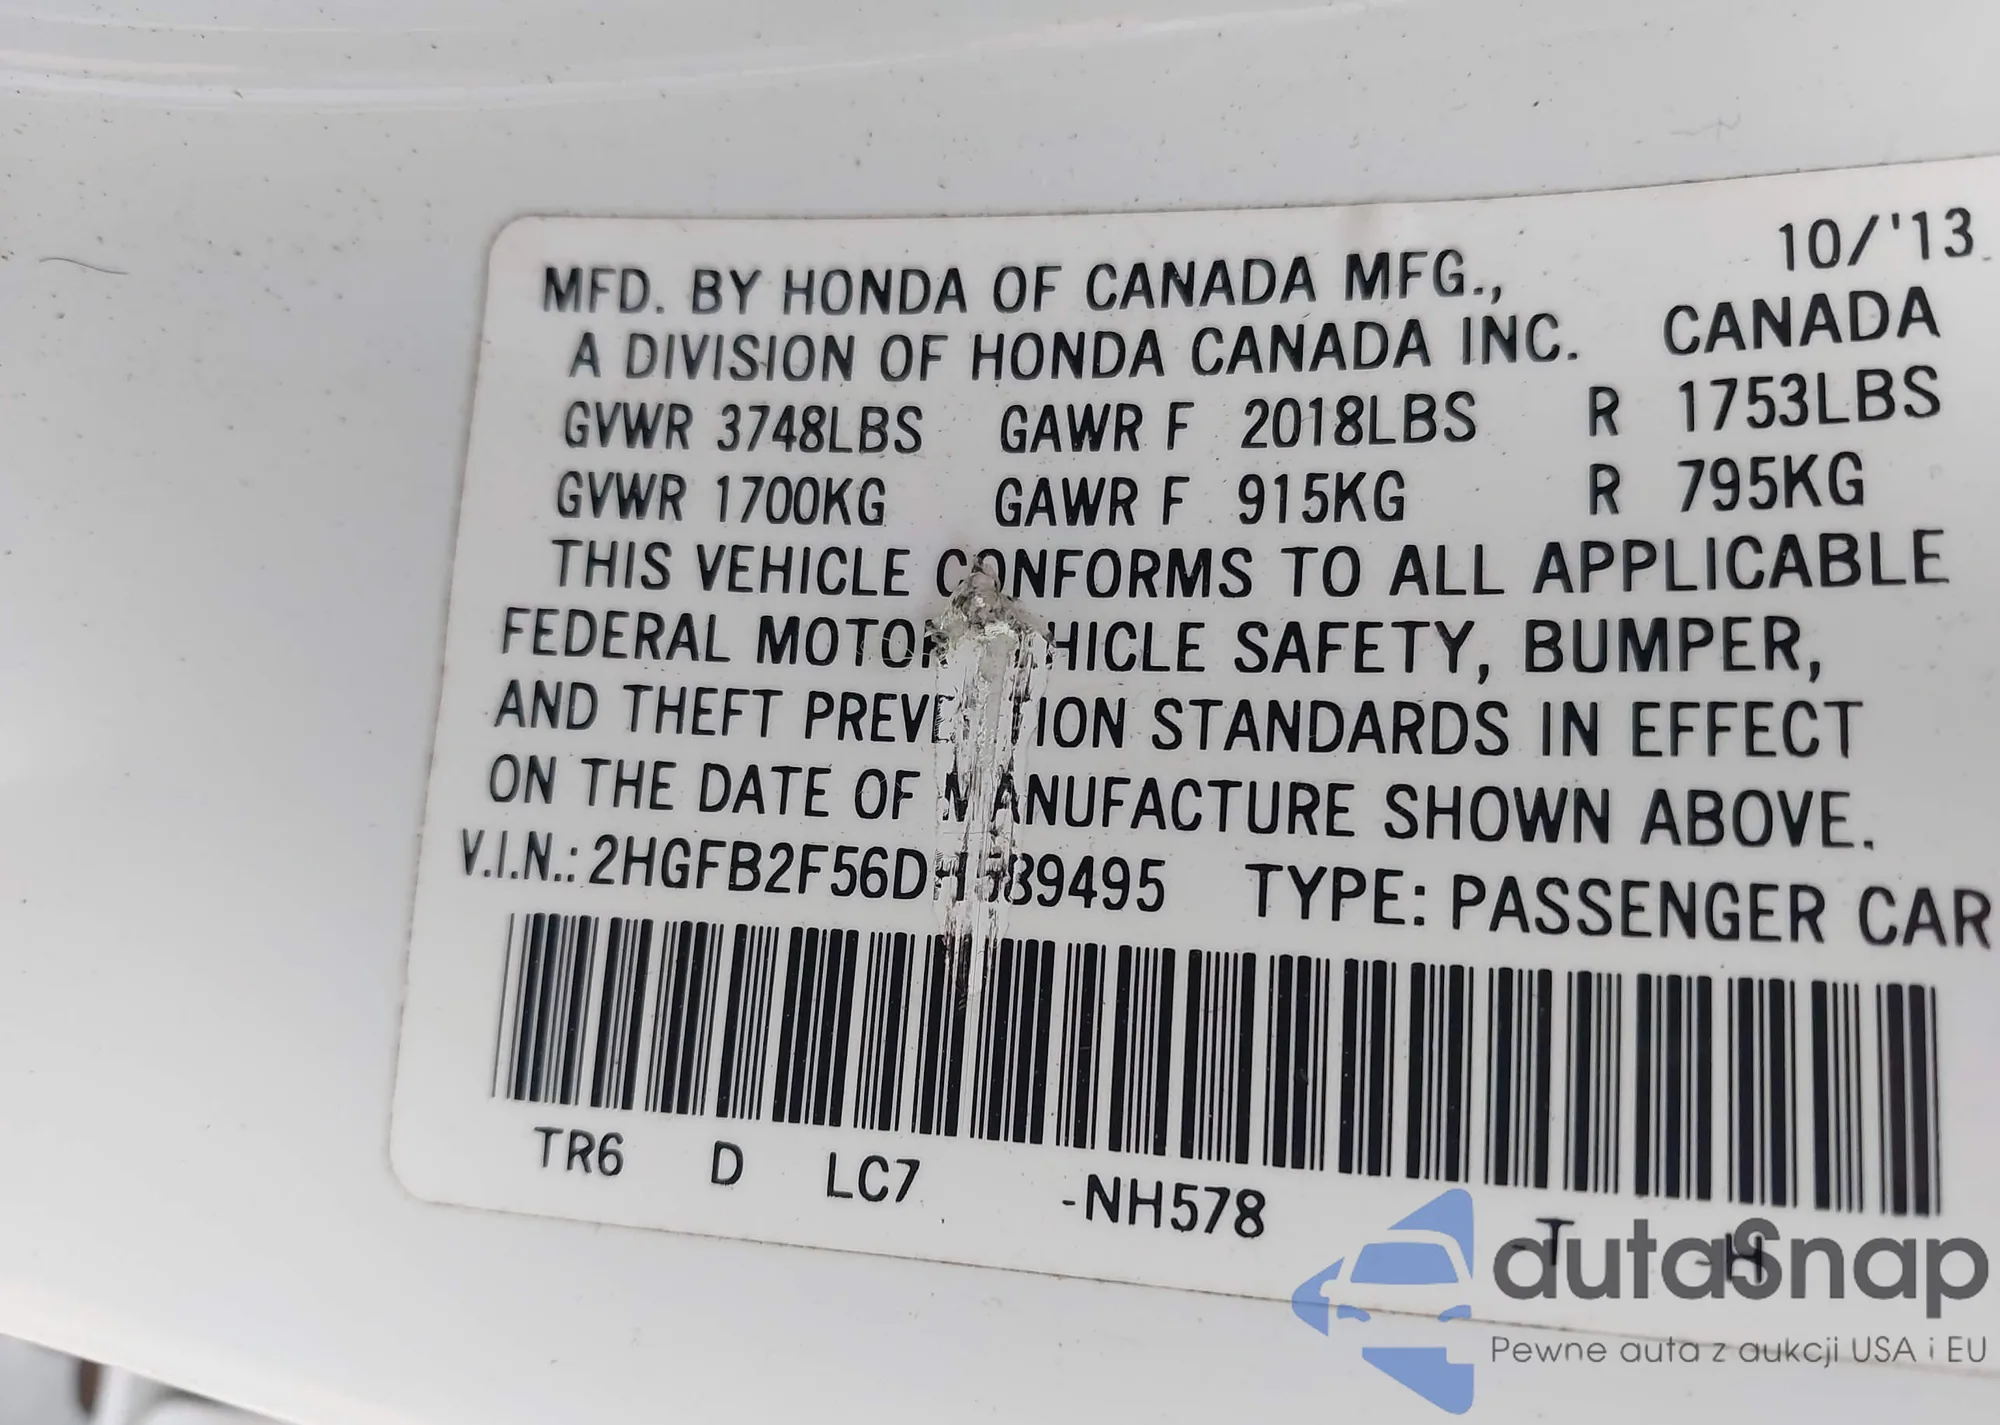 10/'13
MFD. BY HONDA OF CANADA MFG.,
A DIVISION OF HONDA CANADA INC. CANADA
GVWR 3748LBS GAWR F 2018LBS R 1753LBS
GVWR 1700KG GAWR F 915KG R 795KG
THIS VEHICLE CONFORMS TO ALL APPLICABLE
FEDERAL MOTOR VEHICLE SAFETY, BUMPER,
AND THEFT PREVENTION STANDARDS IN EFFECT
ON THE DATE OF MANUFACTURE SHOWN ABOVE.
V.I.N.: TYPE: PASSENGER CAR
TR6 D LC7 -NH578 -T -H
autaSnap
Pewne auta z aukcji USA i EU